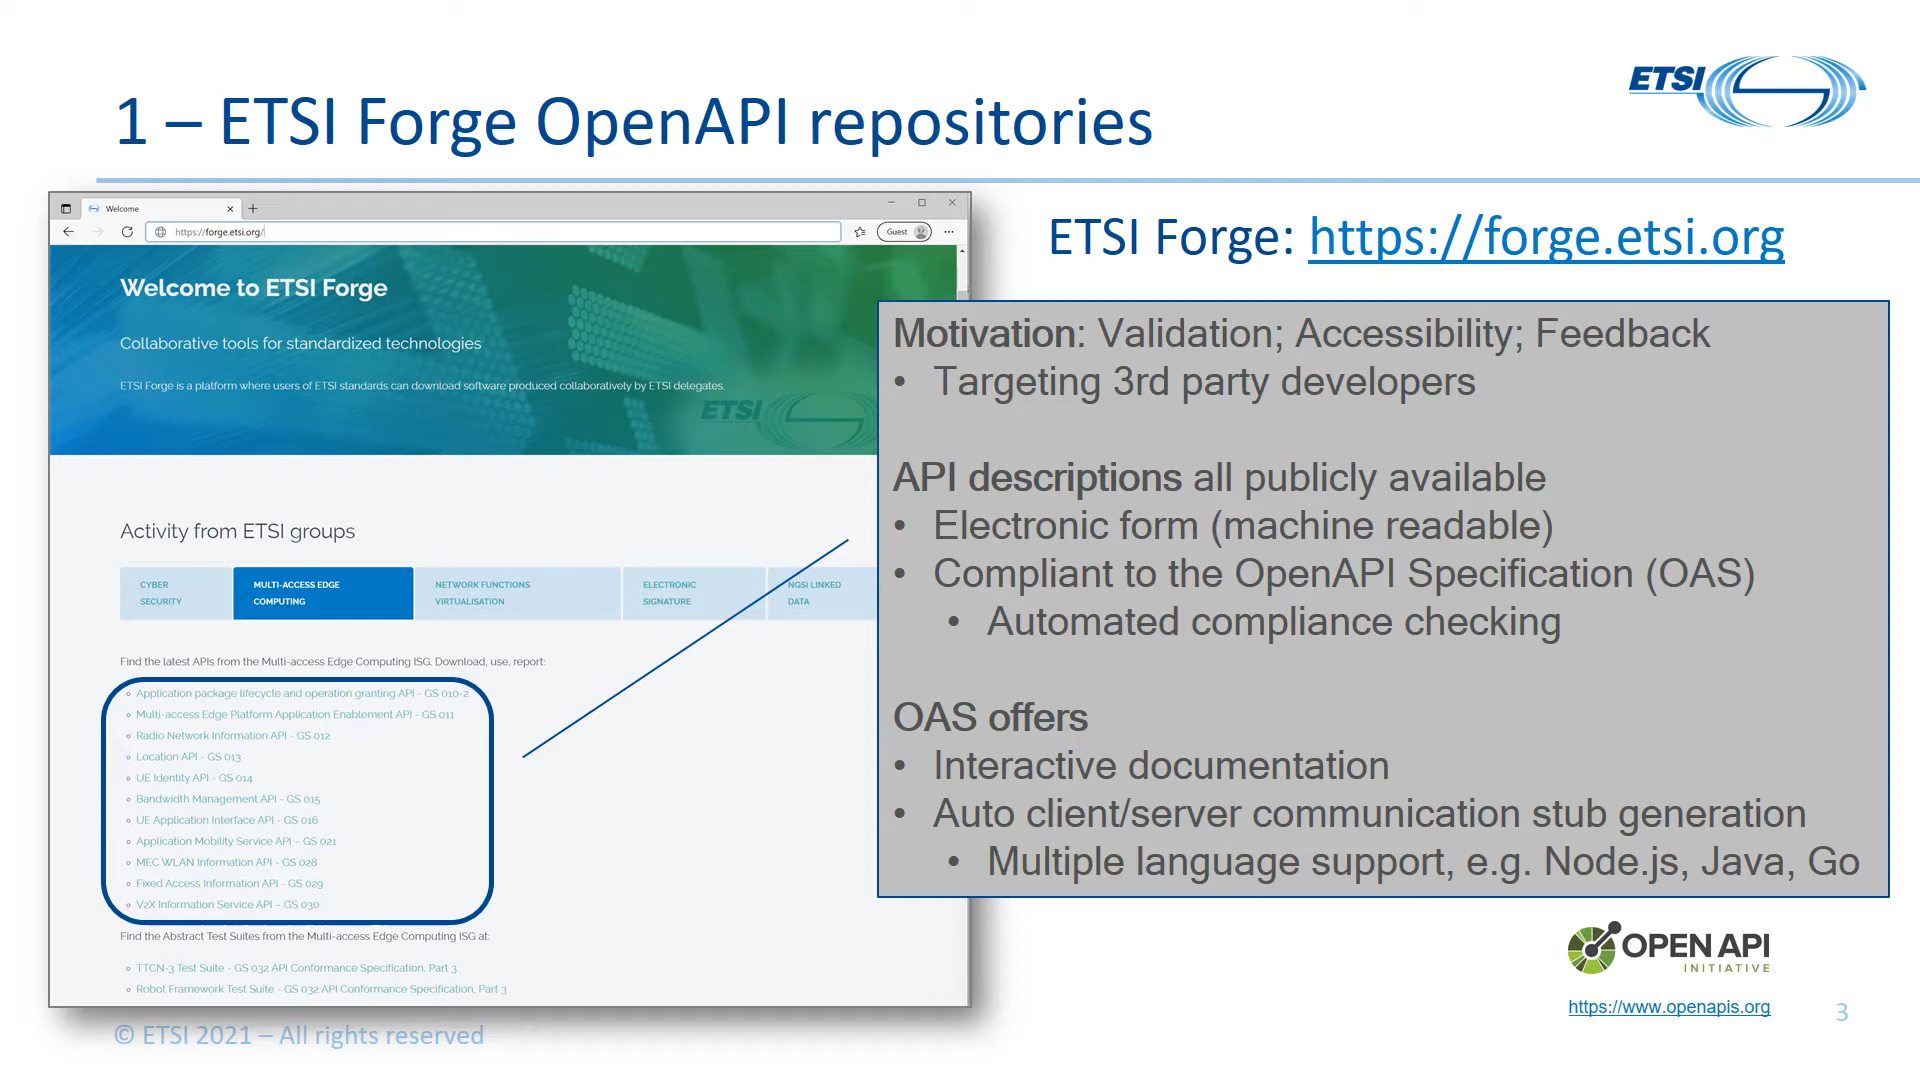 1 – ETSI Forge OpenAPI repositories
ETSI
Welcome
https://forge.etsi.org/
Guest
Welcome to ETSI Forge
Collaborative tools for standardized technologies
ETSI Forge is a platform where users of ETSI standards can download software produced collaboratively by ETSI delegates.
ETSI
Activity from ETSI groups
CYBER SECURITY
MULTI-ACCESS EDGE COMPUTING
NETWORK FUNCTIONS VIRTUALISATION
ELECTRONIC SIGNATURE
NGSI LINKED DATA
Find the latest APIs from the Multi-access Edge Computing ISG. Download, use, report:
Application package lifecycle and operation granting API - GS 010-2
Multi-access Edge Platform Application Enablement API - GS 011
Radio Network Information API - GS 012
Location API - GS 013
UE Identity API - GS 014
Bandwidth Management API - GS 015
UE Application Interface API - GS 016
Application Mobility Service API – GS 021
MEC WLAN Information API - GS 028
Fixed Access Information API - GS 029
V2X Information Service API – GS 030
Find the Abstract Test Suites from the Multi-access Edge Computing ISG at:
TTCN-3 Test Suite - GS 032 API Conformance Specification, Part 3
Robot Framework Test Suite - GS 032 API Conformance Specification, Part 3
ETSI Forge: https://forge.etsi.org
Motivation: Validation; Accessibility; Feedback
• Targeting 3rd party developers
API descriptions all publicly available
• Electronic form (machine readable)
• Compliant to the OpenAPI Specification (OAS)
• Automated compliance checking
OAS offers
• Interactive documentation
• Auto client/server communication stub generation
• Multiple language support, e.g. Node.js, Java, Go
OPEN API
INITIATIVE
https://www.openapis.org
3
© ETSI 2021 – All rights reserved